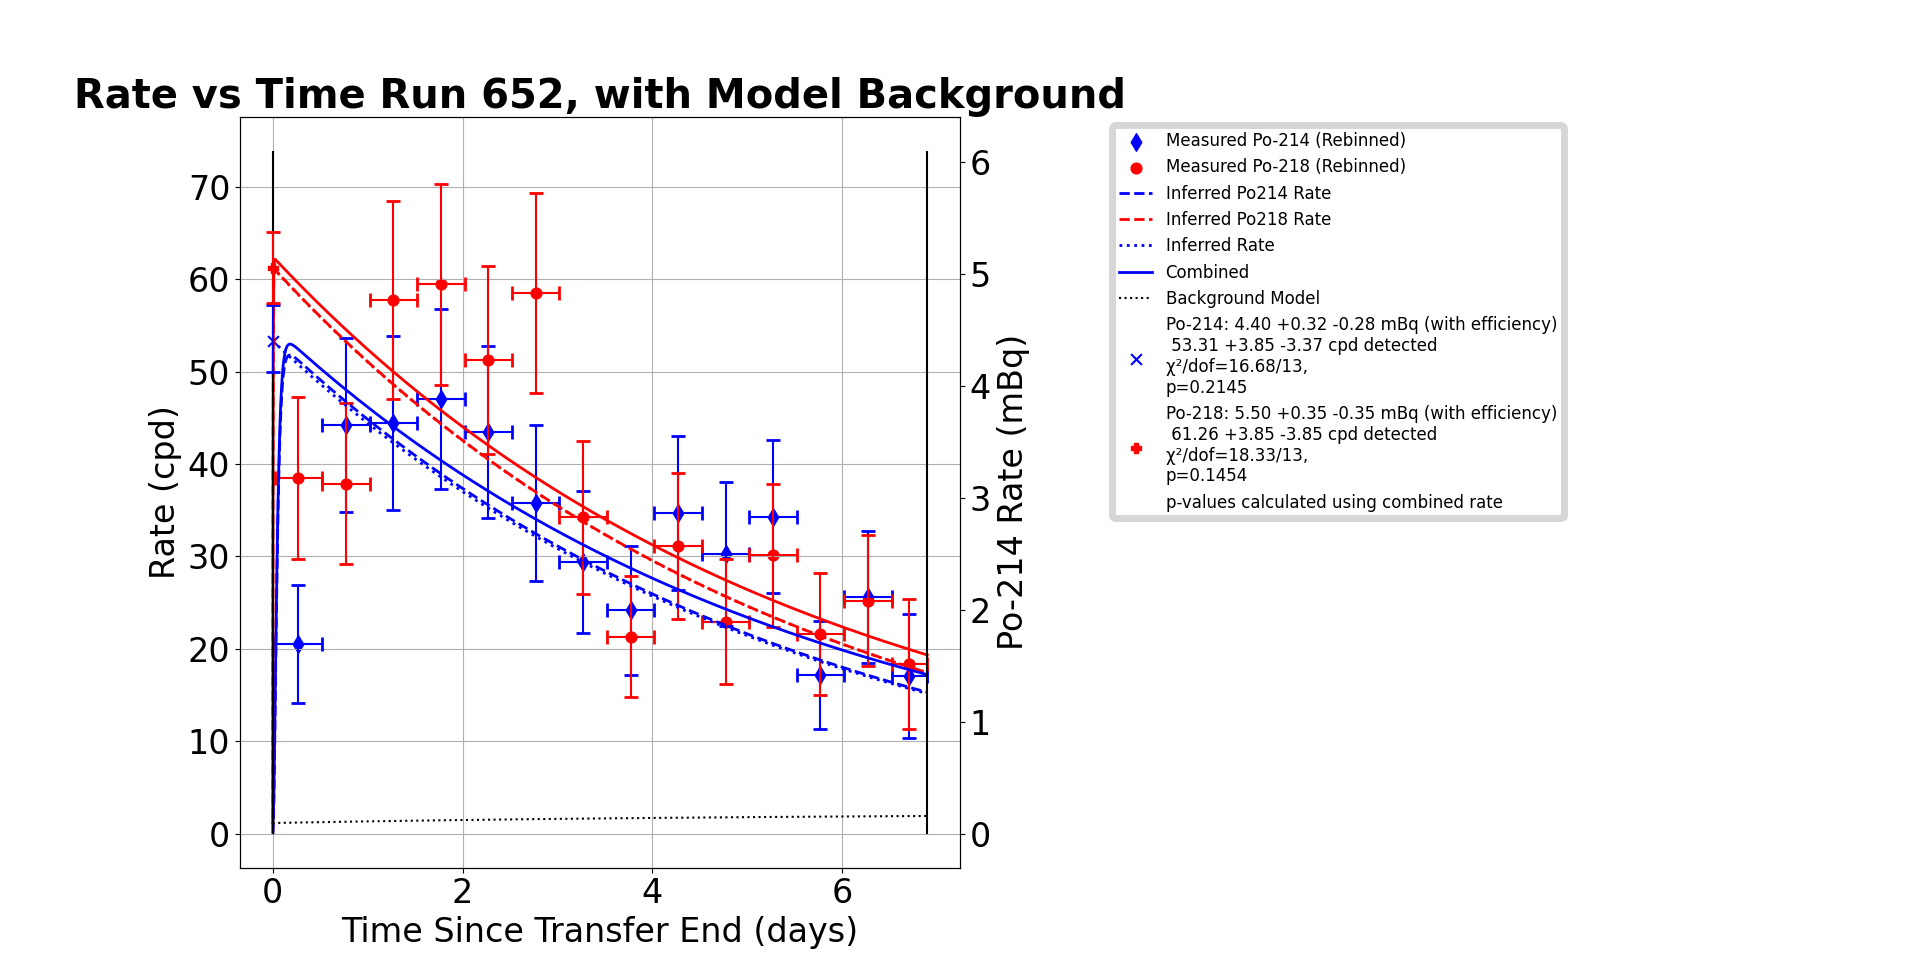 Rate vs Time Run 652, with Model Background
Rate (cpd)
70
60
50
40
30
20
10
0
0
2
4
6
Time Since Transfer End (days)
6
5
4
3
2
1
0
Po-214 Rate (mBq)
Measured Po-214 (Rebinned)
Measured Po-218 (Rebinned)
Inferred Po214 Rate
Inferred Po218 Rate
Inferred Rate
Combined
Background Model
Po-214: 4.40 +0.32 -0.28 mBq (with efficiency)
53.31 +3.85 -3.37 cpd detected
χ²/dof=16.68/13,
p=0.2145
Po-218: 5.50 +0.35 -0.35 mBq (with efficiency)
61.26 +3.85 -3.85 cpd detected
χ²/dof=18.33/13,
p=0.1454
p-values calculated using combined rate